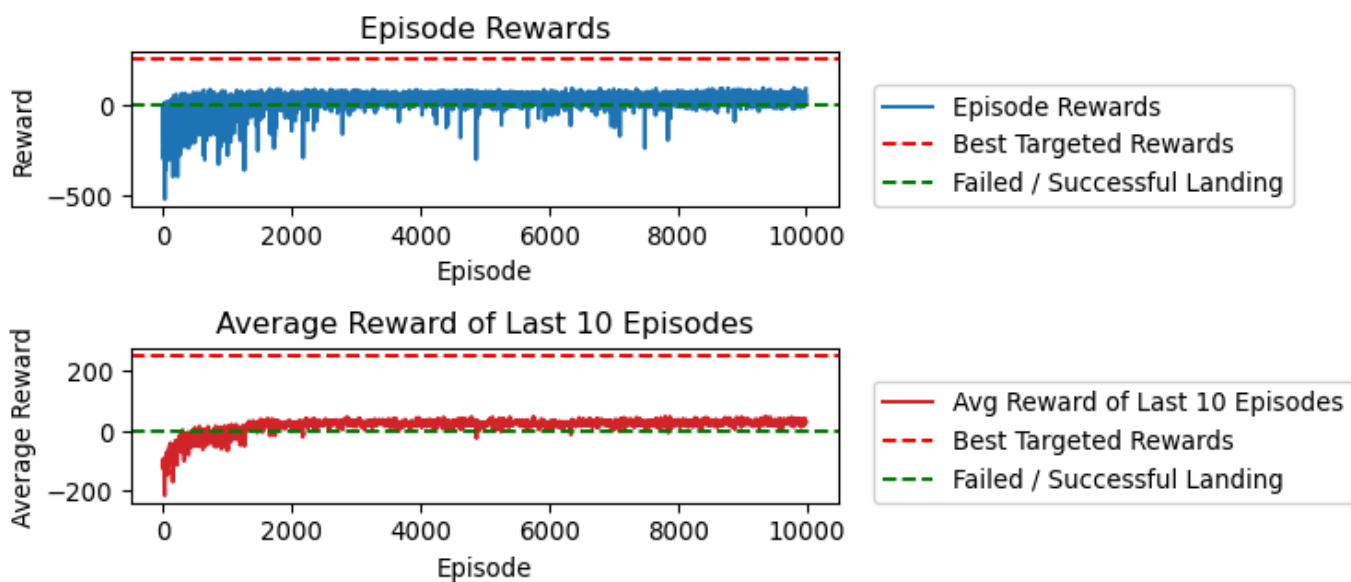 Episode Rewards
0
−500
Reward
0 2000 4000 6000 8000 10000
Episode
Episode Rewards
Best Targeted Rewards
Failed / Successful Landing
Average Reward of Last 10 Episodes
200
0
−200
Average Reward
0 2000 4000 6000 8000 10000
Episode
Avg Reward of Last 10 Episodes
Best Targeted Rewards
Failed / Successful Landing